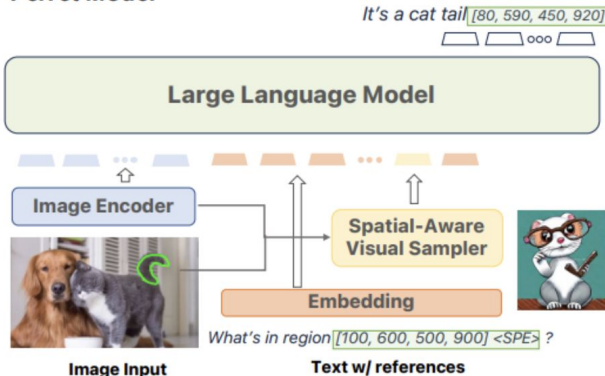 It's a cat tail [80, 590, 450, 920]
Large Language Model
Image Encoder
Spatial-Aware
Visual Sampler
Embedding
What's in region [100, 600, 500, 900] <SPE> ?
Image Input
Text w/ references